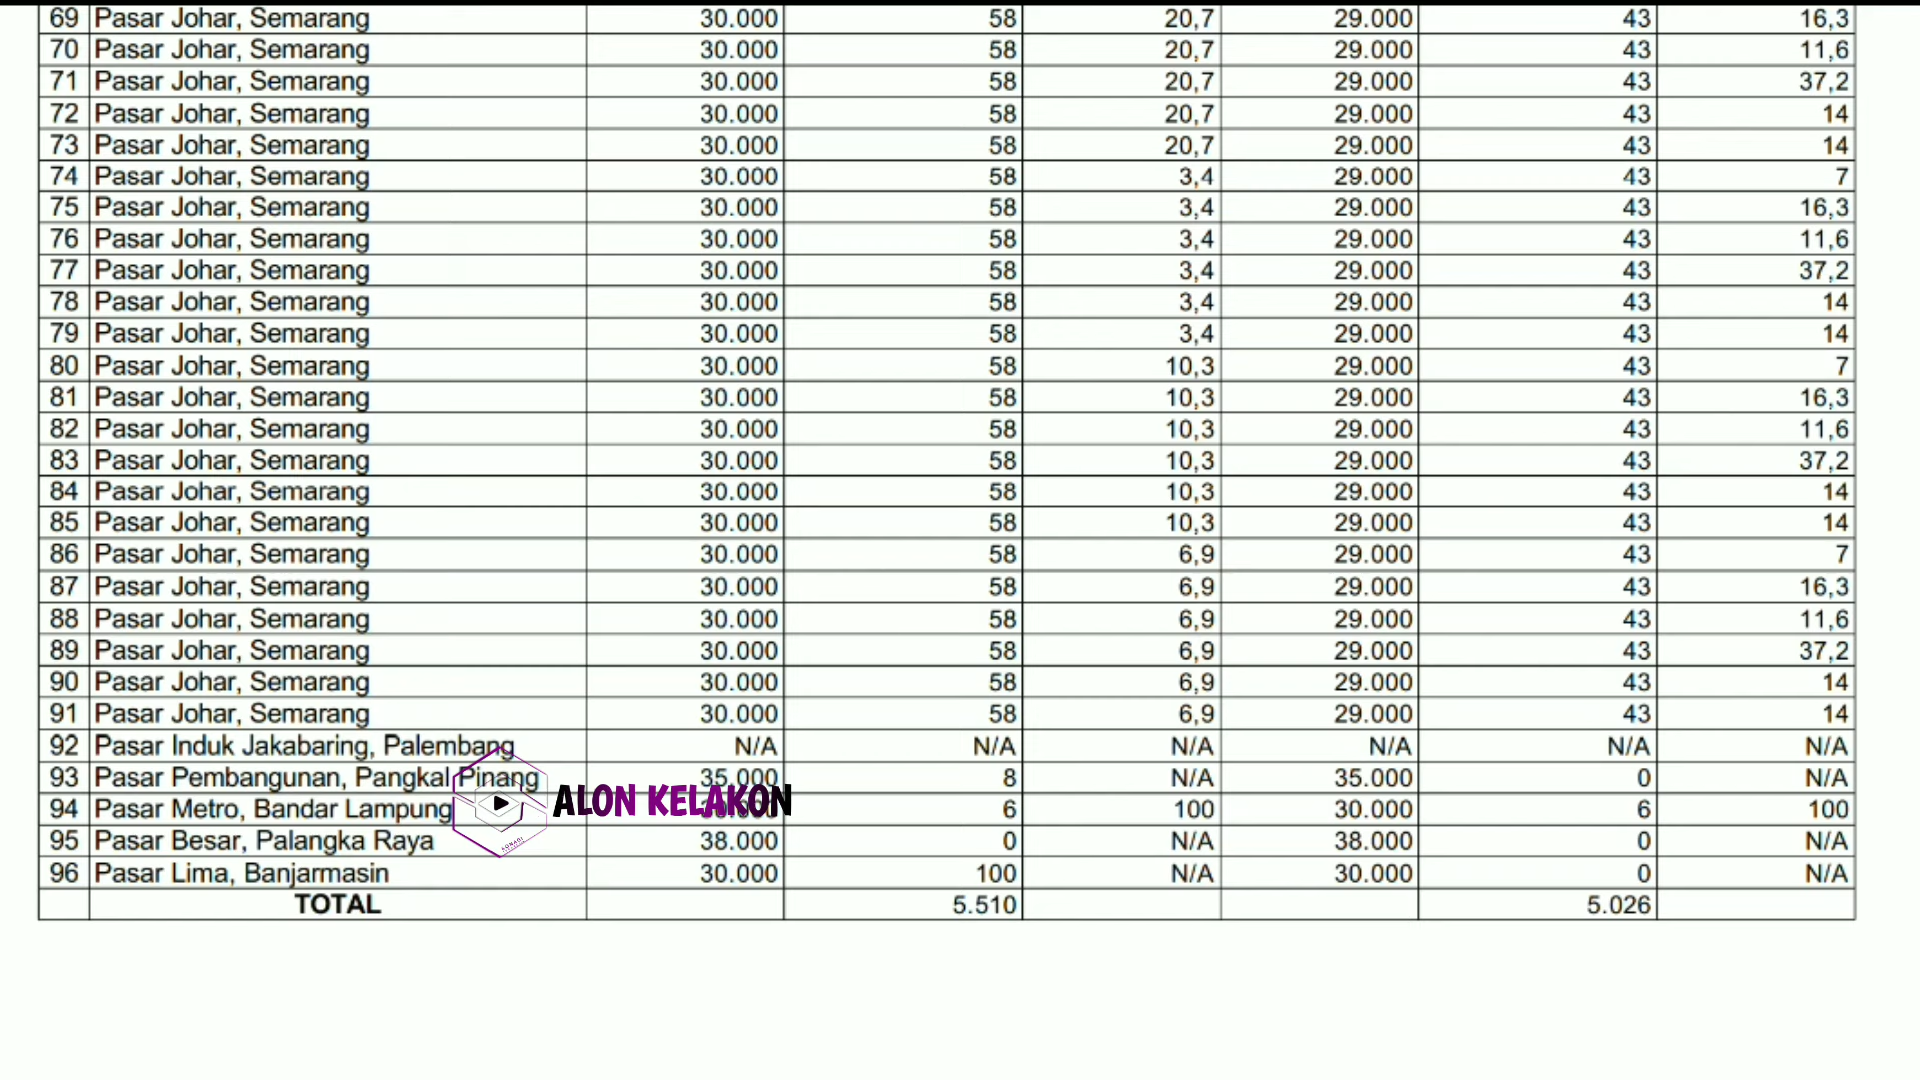 69 Pasar Johar, Semarang 30.000 58 20,7 29.000 43 16,3
70 Pasar Johar, Semarang 30.000 58 20,7 29.000 43 11,6
71 Pasar Johar, Semarang 30.000 58 20,7 29.000 43 37,2
72 Pasar Johar, Semarang 30.000 58 20,7 29.000 43 14
73 Pasar Johar, Semarang 30.000 58 20,7 29.000 43 14
74 Pasar Johar, Semarang 30.000 58 3,4 29.000 43 7
75 Pasar Johar, Semarang 30.000 58 3,4 29.000 43 16,3
76 Pasar Johar, Semarang 30.000 58 3,4 29.000 43 11,6
77 Pasar Johar, Semarang 30.000 58 3,4 29.000 43 37,2
78 Pasar Johar, Semarang 30.000 58 3,4 29.000 43 14
79 Pasar Johar, Semarang 30.000 58 3,4 29.000 43 14
80 Pasar Johar, Semarang 30.000 58 10,3 29.000 43 7
81 Pasar Johar, Semarang 30.000 58 10,3 29.000 43 16,3
82 Pasar Johar, Semarang 30.000 58 10,3 29.000 43 11,6
83 Pasar Johar, Semarang 30.000 58 10,3 29.000 43 37,2
84 Pasar Johar, Semarang 30.000 58 10,3 29.000 43 14
85 Pasar Johar, Semarang 30.000 58 10,3 29.000 43 14
86 Pasar Johar, Semarang 30.000 58 6,9 29.000 43 7
87 Pasar Johar, Semarang 30.000 58 6,9 29.000 43 16,3
88 Pasar Johar, Semarang 30.000 58 6,9 29.000 43 11,6
89 Pasar Johar, Semarang 30.000 58 6,9 29.000 43 37,2
90 Pasar Johar, Semarang 30.000 58 6,9 29.000 43 14
91 Pasar Johar, Semarang 30.000 58 6,9 29.000 43 14
92 Pasar Induk Jakabaring, Palembang N/A N/A N/A N/A N/A N/A
93 Pasar Pembangunan, Pangkal Pinang 35.000 8 N/A 35.000 0 N/A
ALON KELAKON
94 Pasar Metro, Bandar Lampung 6 100 30.000 6 100
95 Pasar Besar, Palangka Raya 38.000 0 N/A 38.000 0 N/A
96 Pasar Lima, Banjarmasin 30.000 100 N/A 30.000 0 N/A
TOTAL 5.510 5.026